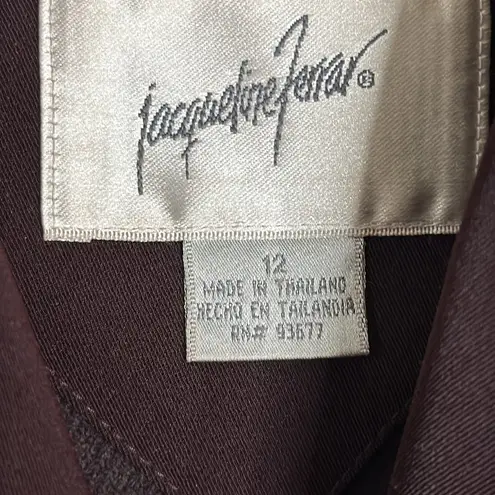 jacqueline ferrar®
12
MADE IN THAILAND
HECHO EN TAILANDIA
RN# 93677